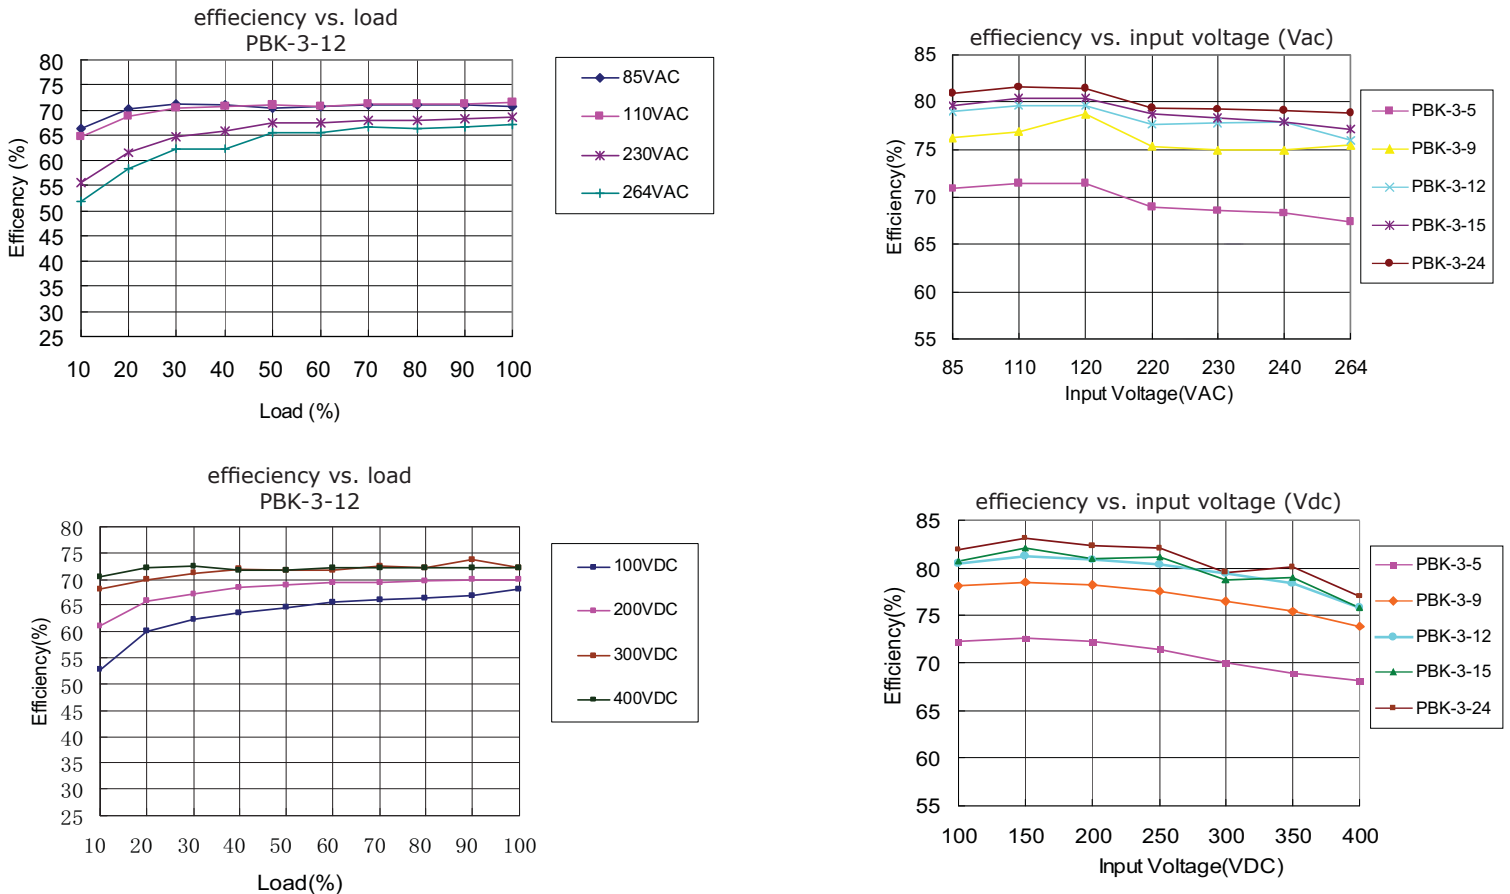 effieciency vs. load
PBK-3-12
80
75
70
65
60
55
50
45
40
35
30
25
Efficency (%)
10 20 30 40 50 60 70 80 90 100
Load (%)
85VAC
110VAC
230VAC
264VAC
effieciency vs. input voltage (Vac)
85
80
75
70
65
60
55
Efficiency(%)
85 110 120 220 230 240 264
Input Voltage(VAC)
PBK-3-5
PBK-3-9
PBK-3-12
PBK-3-15
PBK-3-24
effieciency vs. load
PBK-3-12
80
75
70
65
60
55
50
45
40
35
30
25
Efficiency(%)
10 20 30 40 50 60 70 80 90 100
Load(%)
100VDC
200VDC
300VDC
400VDC
effieciency vs. input voltage (Vdc)
85
80
75
70
65
60
55
Efficiency(%)
100 150 200 250 300 350 400
Input Voltage(VDC)
PBK-3-5
PBK-3-9
PBK-3-12
PBK-3-15
PBK-3-24